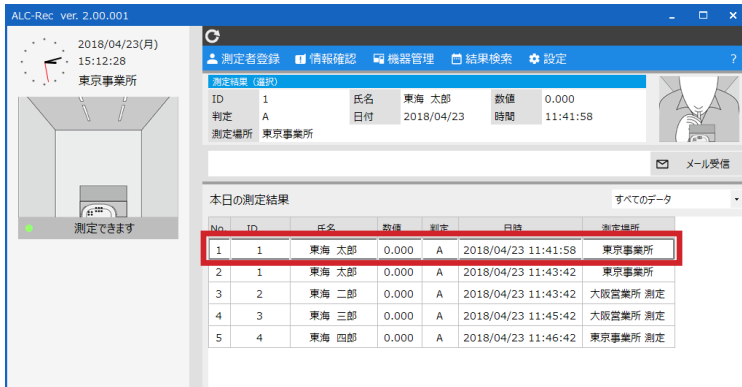 ALC-Rec ver. 2.00.001
2018/04/23(月)
15:12:28
東京事業所
測定できます
測定者登録 情報確認 機器管理 結果検索 設定 ?
測定結果（選択）
ID 1 氏名 東海 太郎 数値 0.000
判定 A 日付 2018/04/23 時間 11:41:58
測定場所 東京事業所
メール受信
本日の測定結果 すべてのデータ
No. ID 氏名 数値 判定 日時 測定場所
1 1 東海 太郎 0.000 A 2018/04/23 11:41:58 東京事業所
2 1 東海 太郎 0.000 A 2018/04/23 11:43:42 東京事業所
3 2 東海 二郎 0.000 A 2018/04/23 11:43:42 大阪営業所 測定
4 3 東海 三郎 0.000 A 2018/04/23 11:45:42 大阪営業所 測定
5 4 東海 四郎 0.000 A 2018/04/23 11:46:42 東京事業所 測定